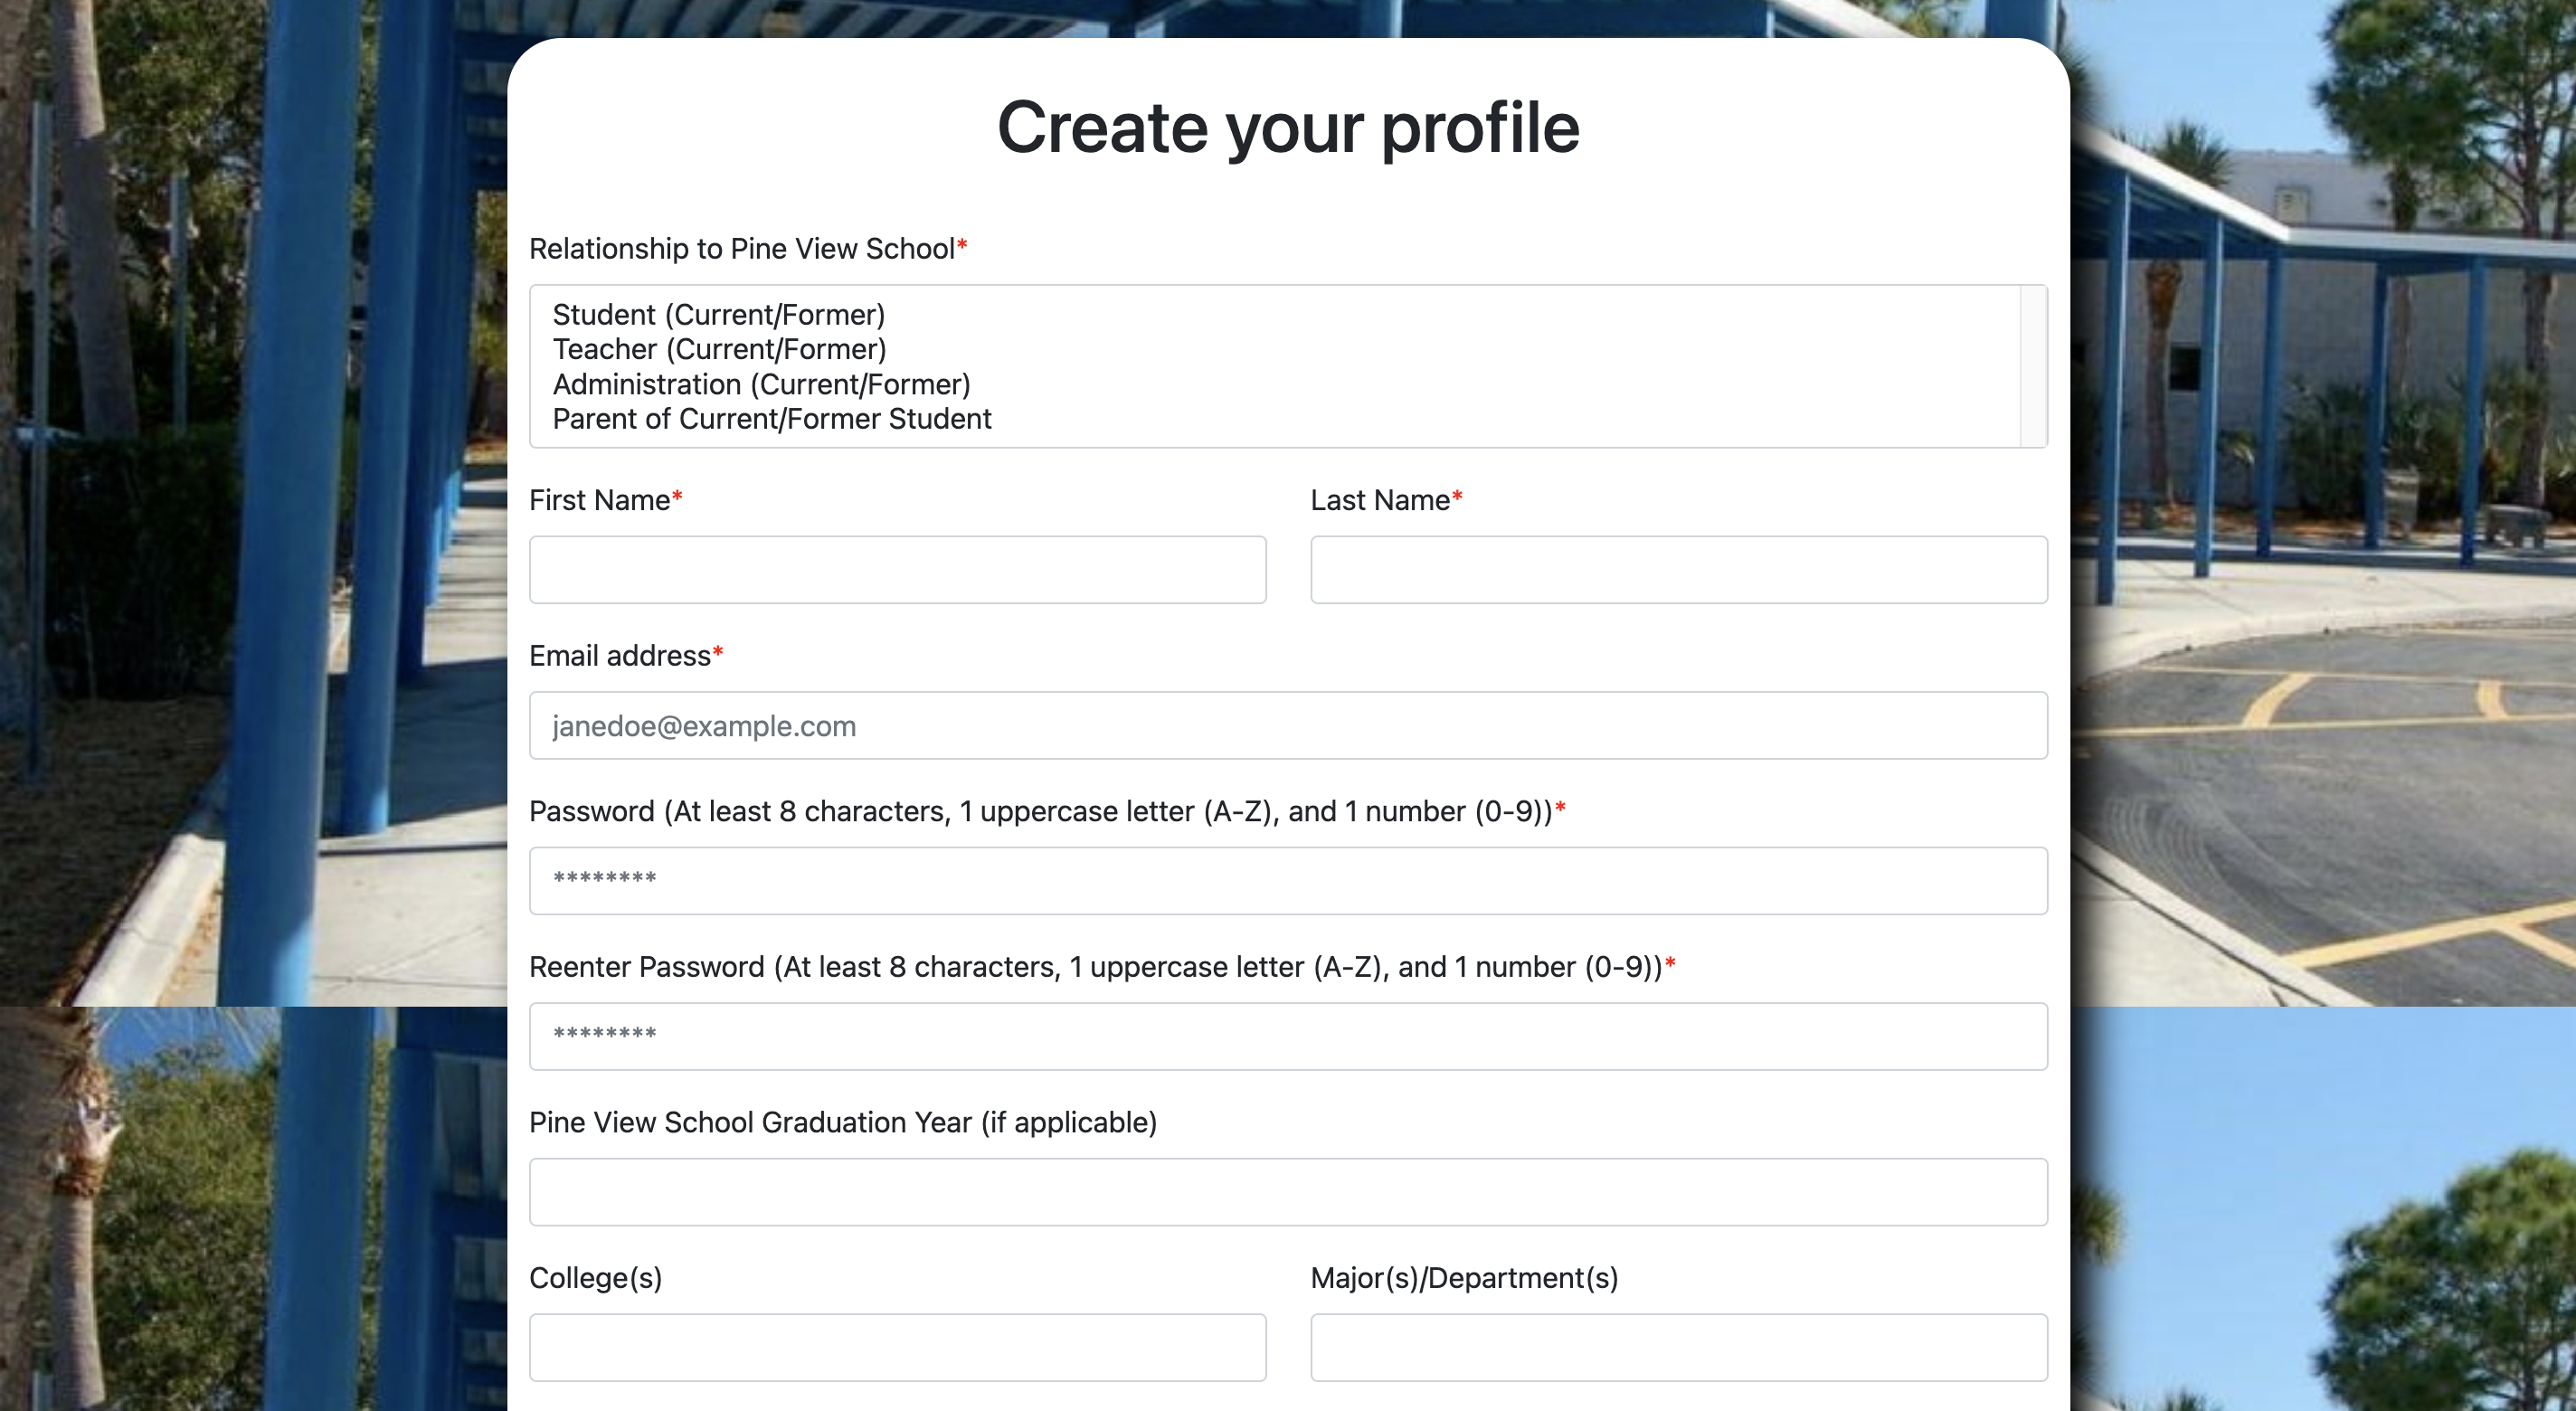 Create your profile
Relationship to Pine View School*
Student (Current/Former)
Teacher (Current/Former)
Administration (Current/Former)
Parent of Current/Former Student
First Name*
Last Name*
Email address*
janedoe@example.com
Password (At least 8 characters, 1 uppercase letter (A-Z), and 1 number (0-9))*
********
Reenter Password (At least 8 characters, 1 uppercase letter (A-Z), and 1 number (0-9))*
********
Pine View School Graduation Year (if applicable)
College(s)
Major(s)/Department(s)